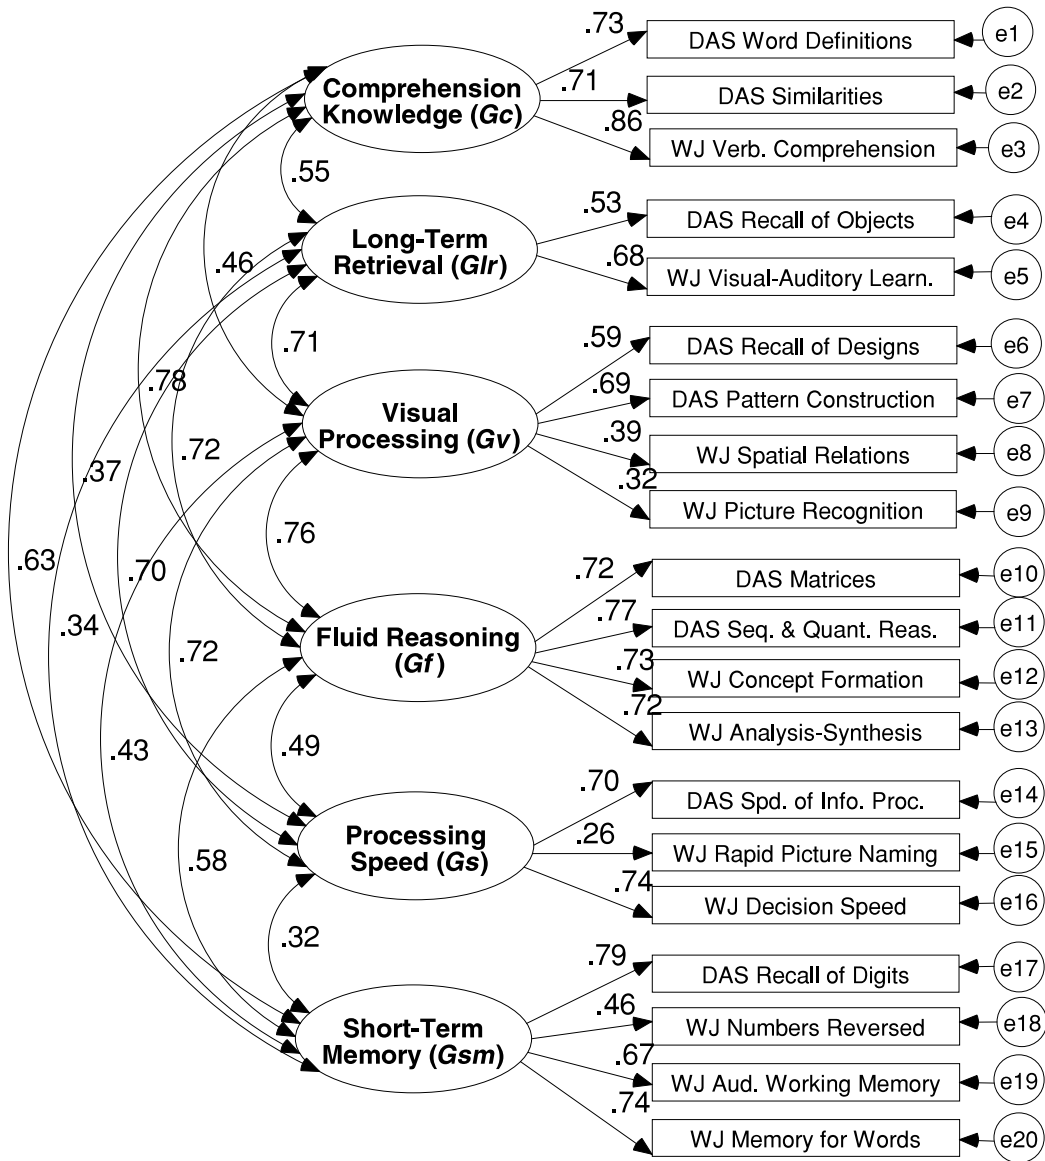 .73
DAS Word Definitions
e1
Comprehension
Knowledge (Gc)
.71
DAS Similarities
e2
.86
WJ Verb. Comprehension
e3
.55
.53
DAS Recall of Objects
e4
Long-Term
Retrieval (Glr)
.68
WJ Visual-Auditory Learn.
e5
.46
.71
.59
DAS Recall of Designs
e6
.69
DAS Pattern Construction
e7
.78
Visual
Processing (Gv)
.39
WJ Spatial Relations
e8
.72
.37
.32
WJ Picture Recognition
e9
.76
.63
.70
.72
DAS Matrices
e10
.34
.77
DAS Seq. & Quant. Reas.
e11
.72
Fluid Reasoning
(Gf)
.73
WJ Concept Formation
e12
.72
WJ Analysis-Synthesis
e13
.43
.49
.70
DAS Spd. of Info. Proc.
e14
Processing
Speed (Gs)
.26
WJ Rapid Picture Naming
e15
.58
.74
WJ Decision Speed
e16
.32
.79
DAS Recall of Digits
e17
Short-Term
Memory (Gsm)
.46
WJ Numbers Reversed
e18
.67
WJ Aud. Working Memory
e19
.74
WJ Memory for Words
e20